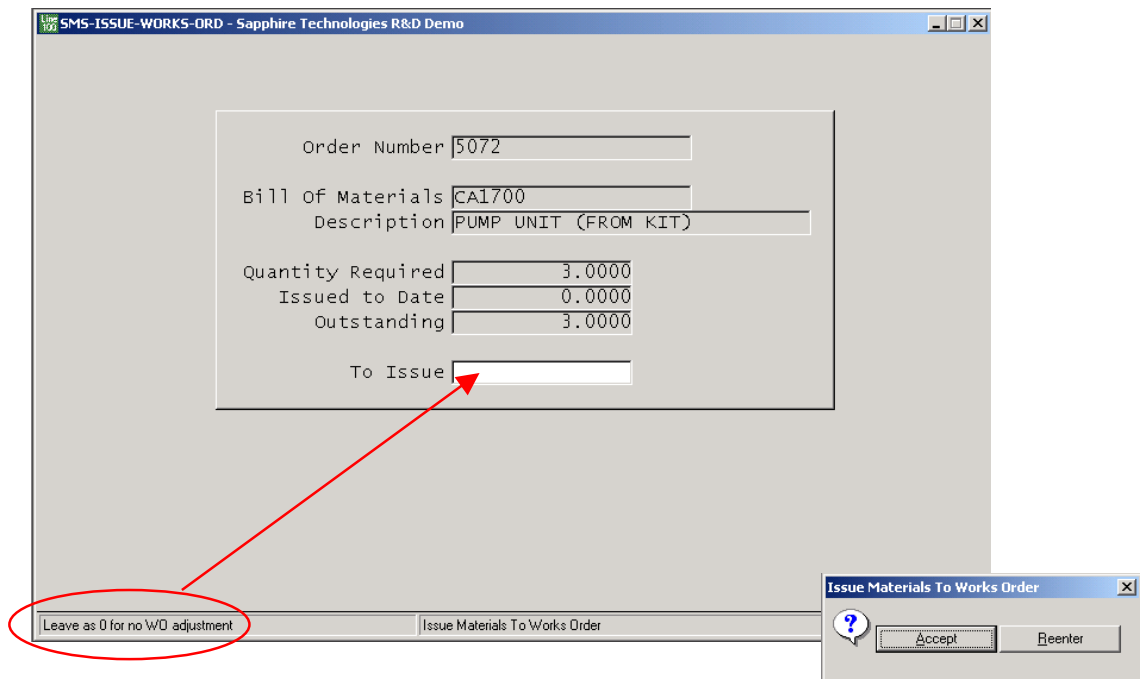 Line 100 SMS-ISSUE-WORKS-ORD - Sapphire Technologies R&D Demo
Order Number 5072
Bill Of Materials CA1700
Description PUMP UNIT (FROM KIT)
Quantity Required 3.0000
Issued to Date 0.0000
Outstanding 3.0000
To Issue
Issue Materials To Works Order
Accept Reenter
Leave as 0 for no WO adjustment Issue Materials To Works Order